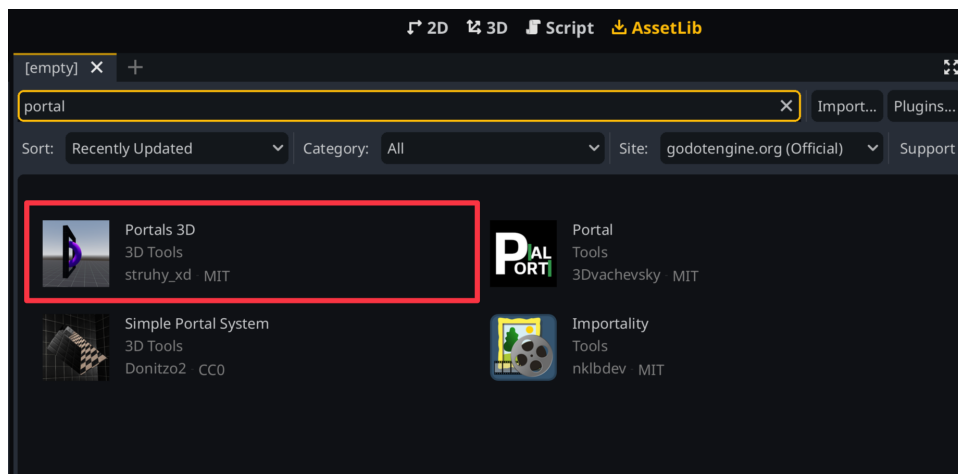 2D 3D Script AssetLib
[empty]
portal Import... Plugins...
Sort: Recently Updated Category: All Site: godotengine.org (Official) Support
Portals 3D
3D Tools
struhy_xd MIT
PORTAL PORT
Portal
Tools
3Dvachevsky MIT
Simple Portal System
3D Tools
Donitzo2 CC0
Importality
Tools
nklbdev MIT